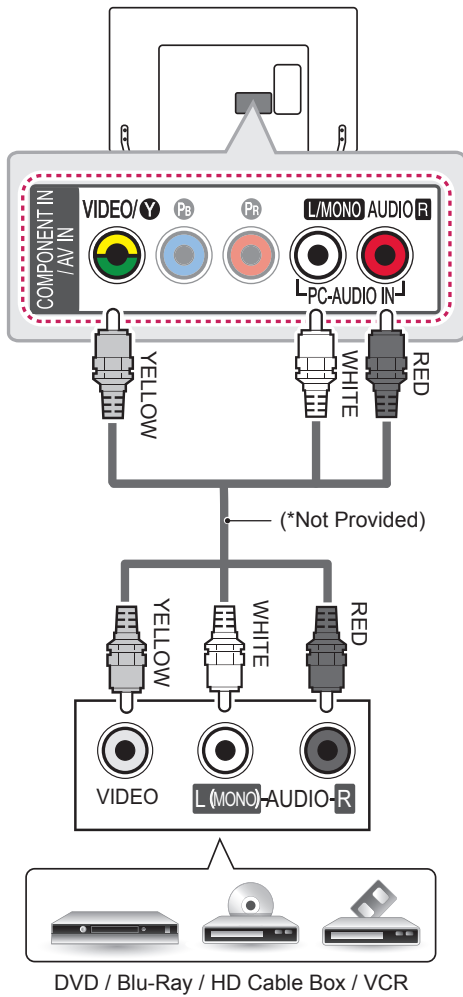 COMPONENT IN
/ AV IN
VIDEO/ Y PB PR L/MONO AUDIO R
PC-AUDIO IN
YELLOW WHITE RED
(*Not Provided)
YELLOW WHITE RED
VIDEO L (MONO)-AUDIO-R
DVD / Blu-Ray / HD Cable Box / VCR